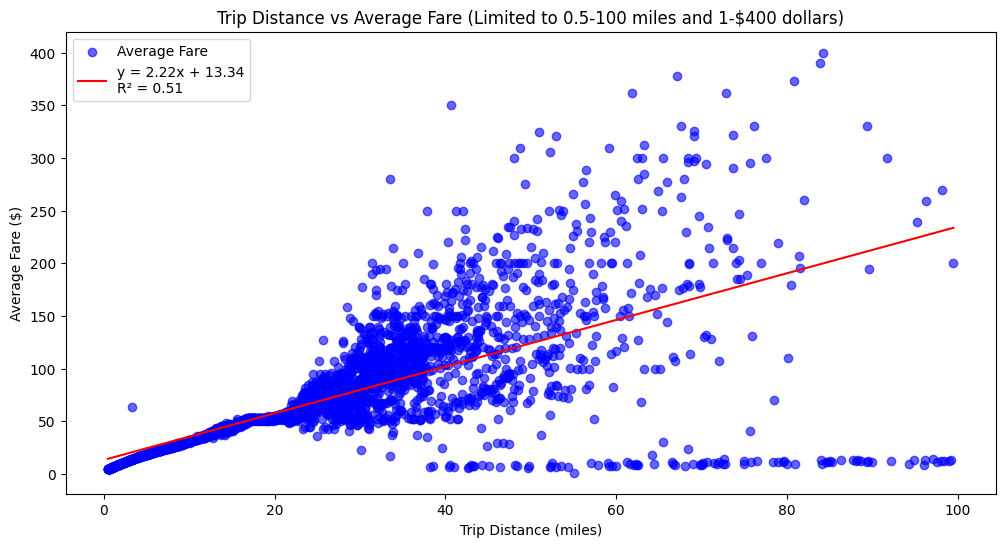 Trip Distance vs Average Fare (Limited to 0.5-100 miles and 1-$400 dollars)
Average Fare
y = 2.22x + 13.34
R² = 0.51
400
350
300
250
200
150
100
50
0
Average Fare ($)
0 20 40 60 80 100
Trip Distance (miles)